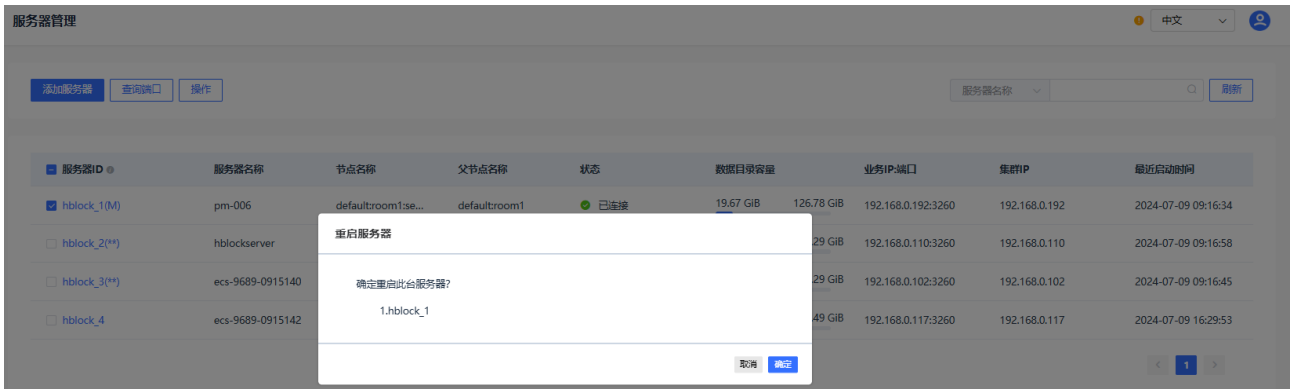 服务器管理
中文
添加服务器 查询端口 操作 服务器名称 刷新
服务器ID 服务器名称 节点名称 父节点名称 状态 数据目录容量 业务IP:端口 集群IP 最近启动时间
hblock_1(M) pm-006 default:room1:se... default:room1 已连接 19.67 GiB 126.78 GiB 192.168.0.192:3260 192.168.0.192 2024-07-09 09:16:34
重启服务器
hblock_2(**) hblockserver .29 GiB 192.168.0.110:3260 192.168.0.110 2024-07-09 09:16:58
hblock_3(**) ecs-9689-0915140 确定重启此台服务器? .29 GiB 192.168.0.102:3260 192.168.0.102 2024-07-09 09:16:45
1.hblock_1
hblock_4 ecs-9689-0915142 .49 GiB 192.168.0.117:3260 192.168.0.117 2024-07-09 16:29:53
取消 确定
1